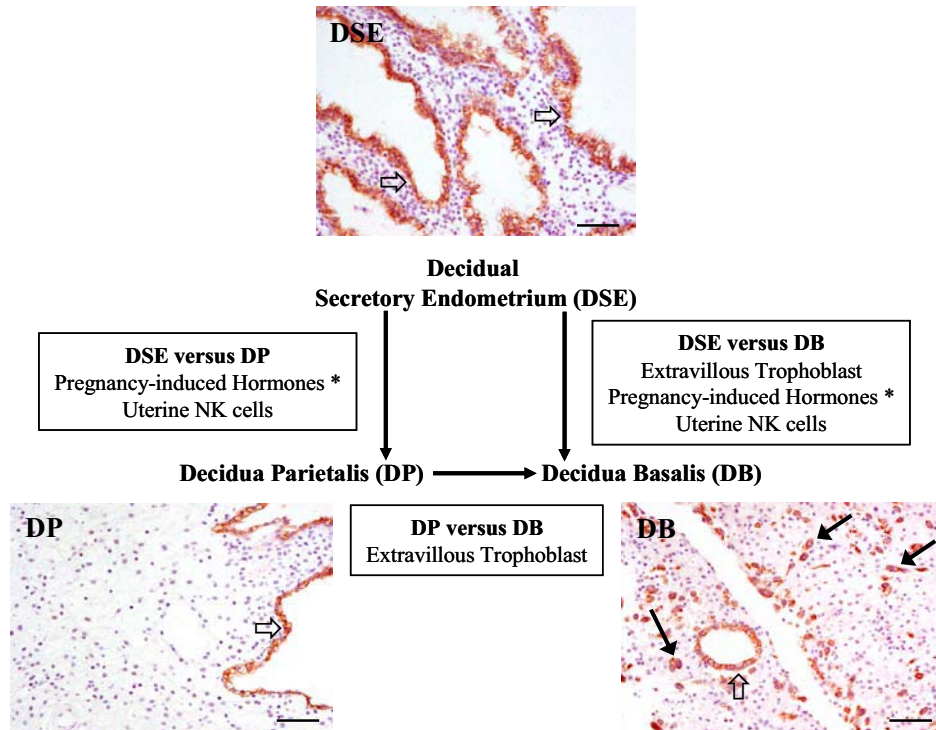 DSE
Decidual
Secretory Endometrium (DSE)
DSE versus DP
Pregnancy-induced Hormones *
Uterine NK cells
DSE versus DB
Extravillous Trophoblast
Pregnancy-induced Hormones *
Uterine NK cells
Decidua Parietalis (DP)
Decidua Basalis (DB)
DP
DP versus DB
Extravillous Trophoblast
DB